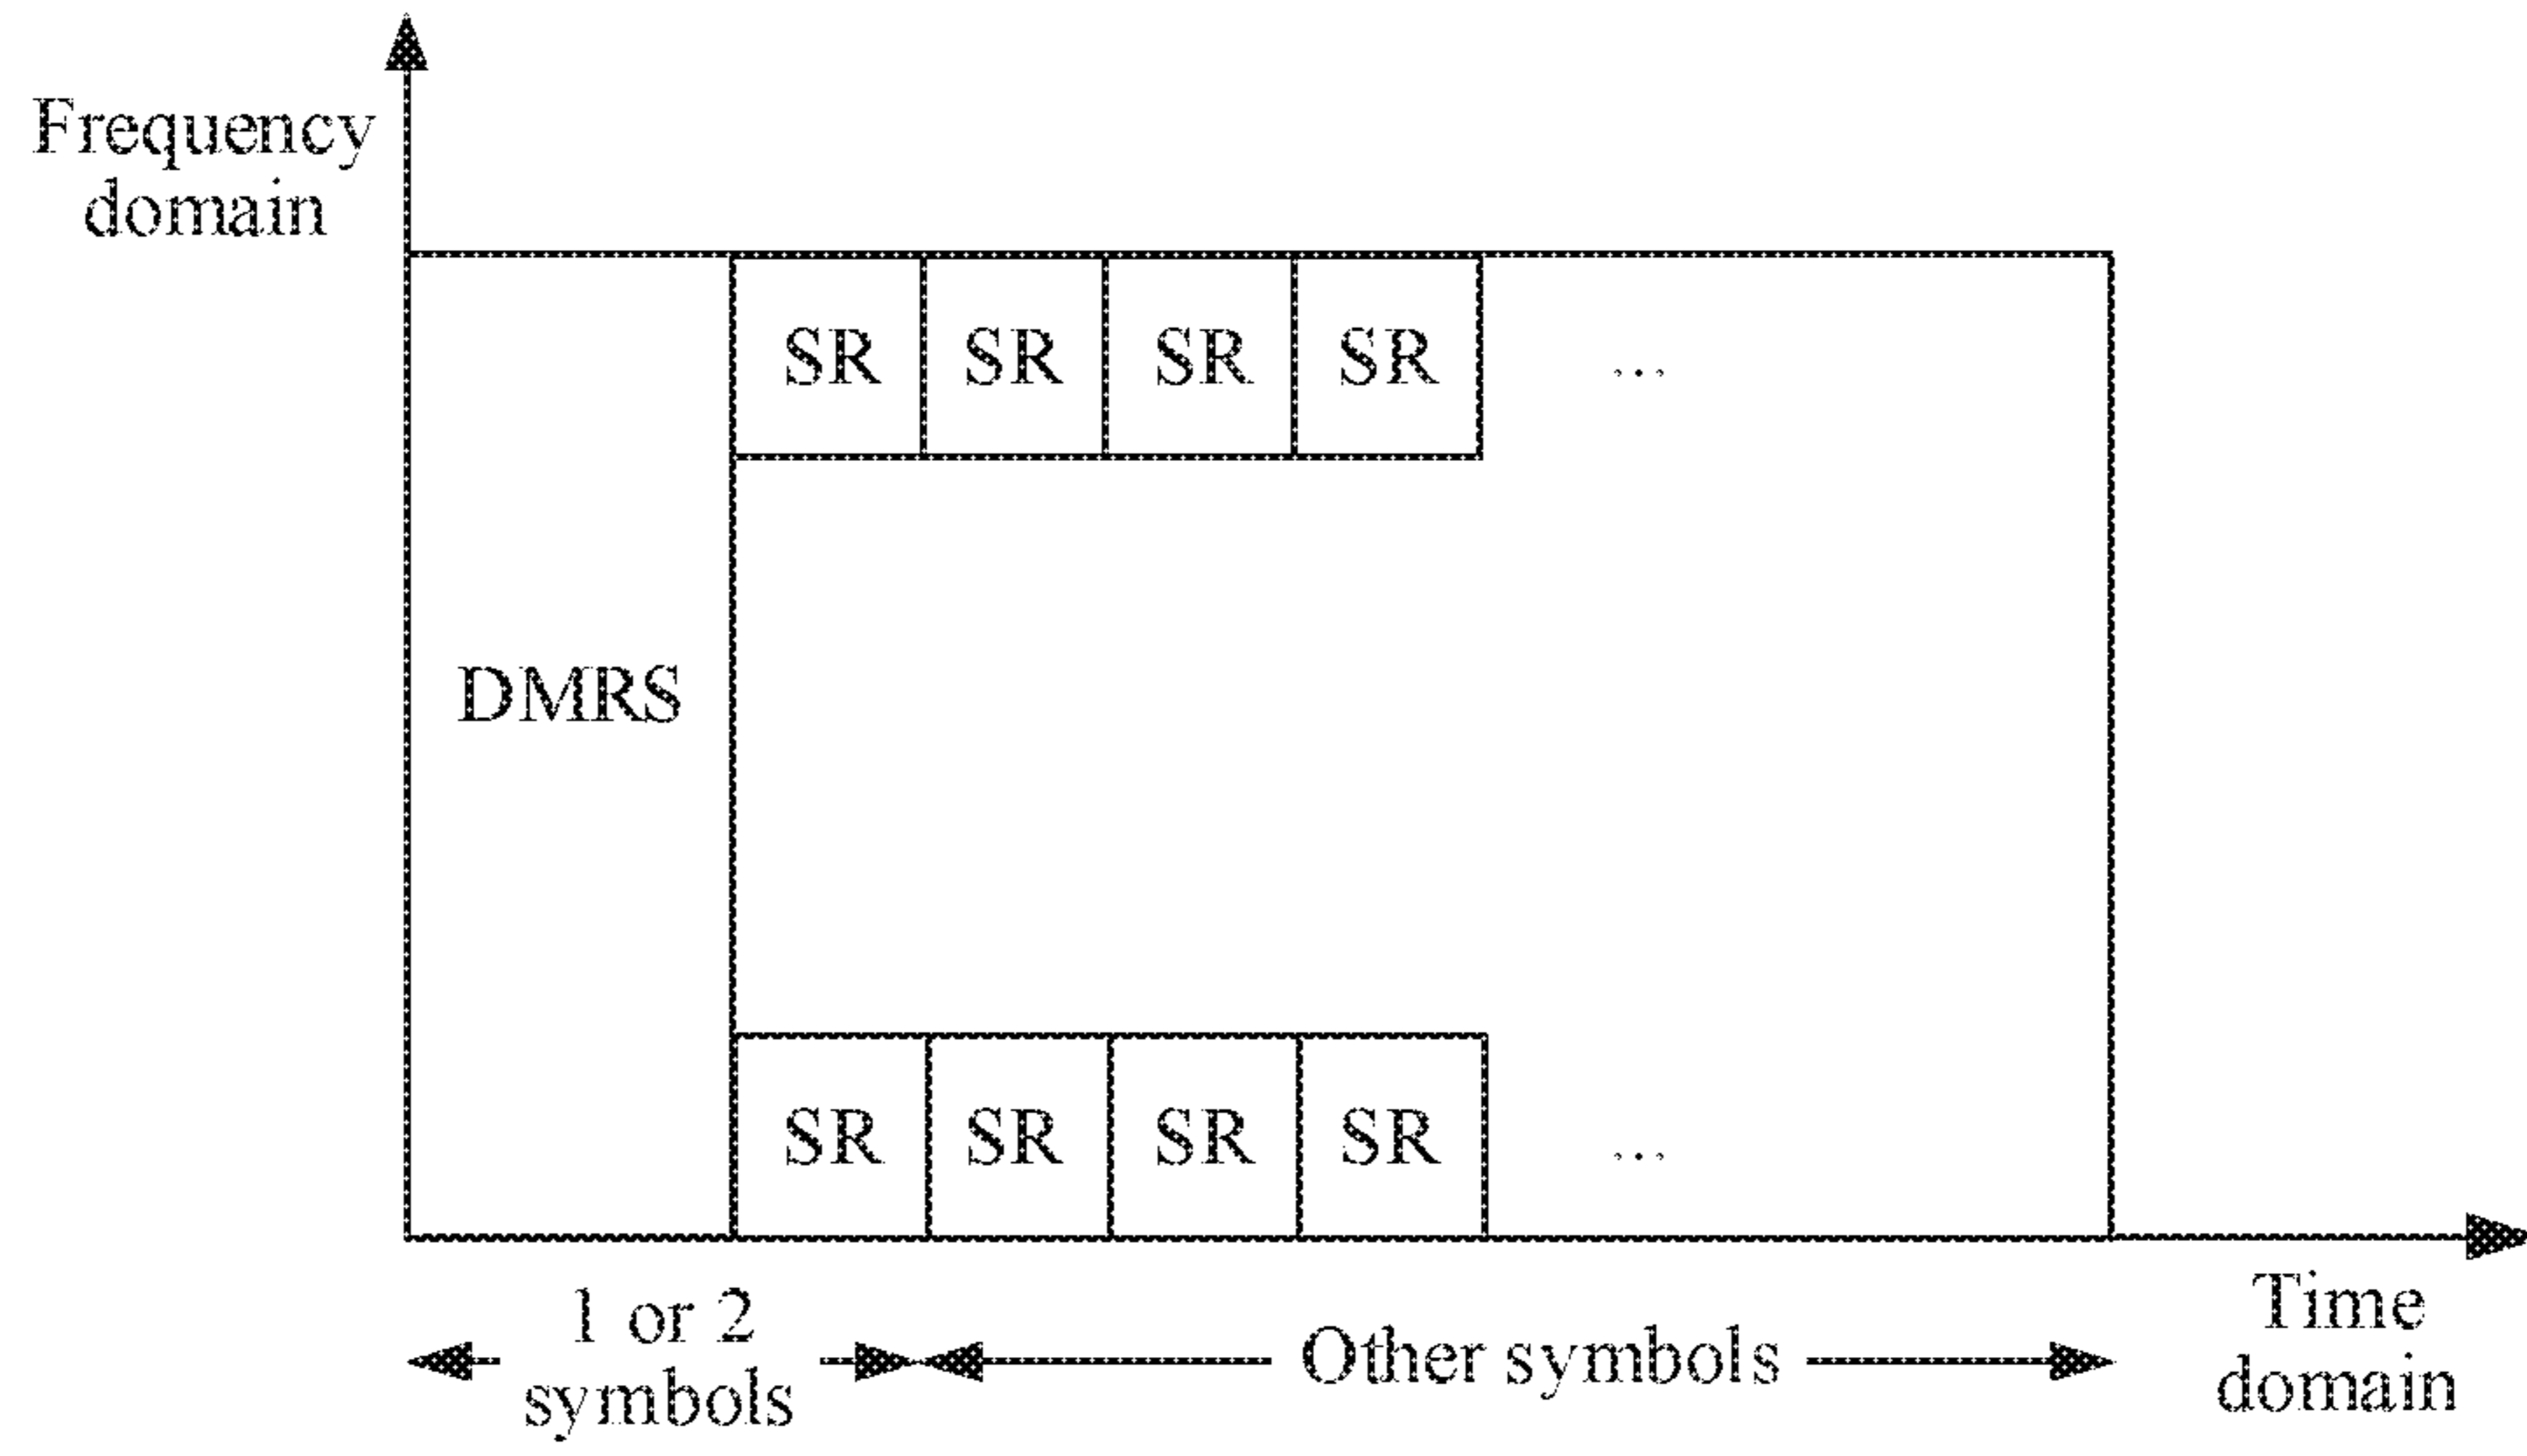 Frequency
domain
SR SR SR SR ...
DMRS
SR SR SR SR ...
1 or 2
symbols
Other symbols
Time
domain